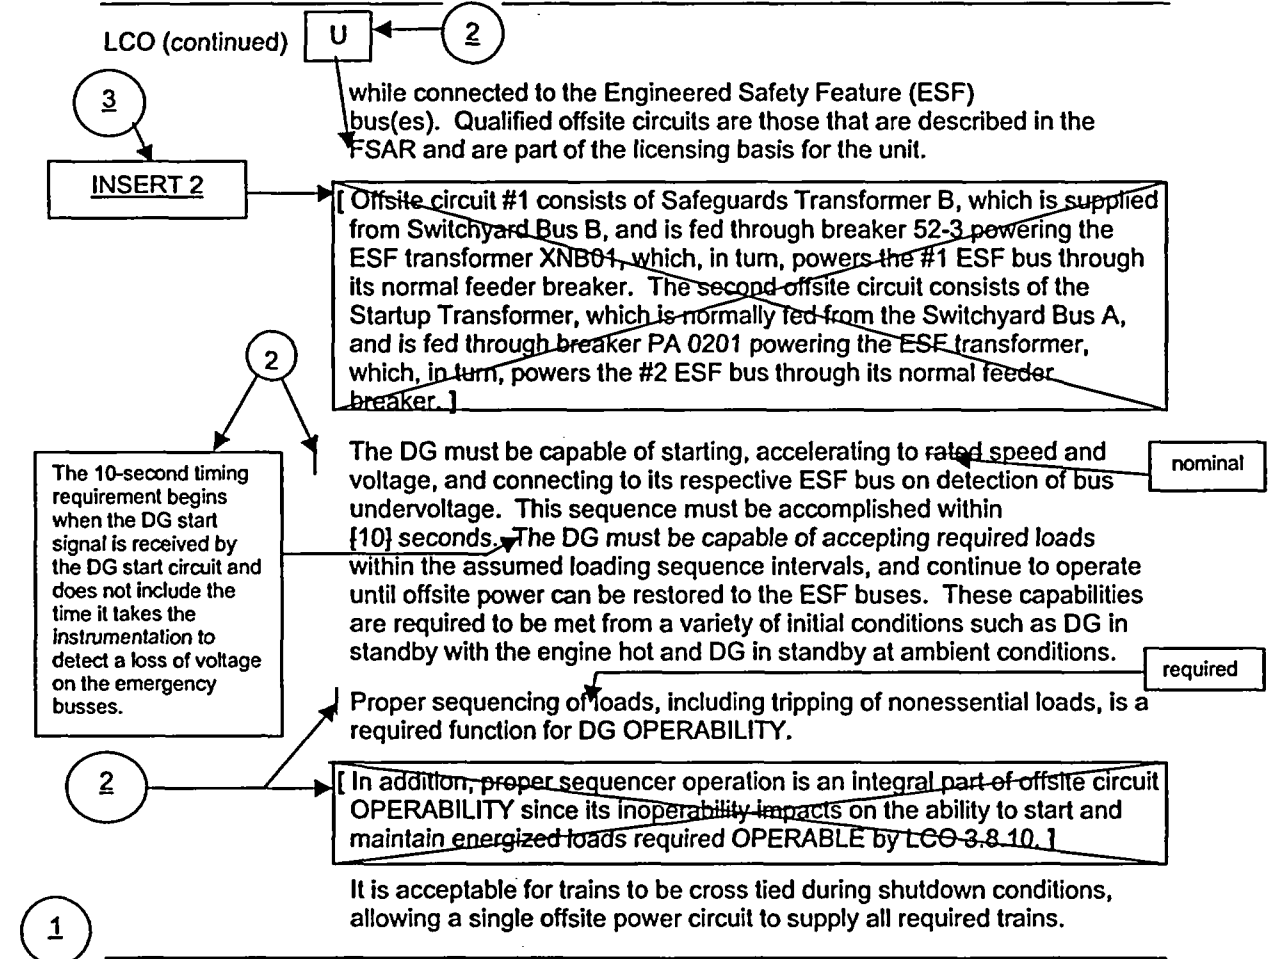 LCO (continued)
U
2
3
while connected to the Engineered Safety Feature (ESF)
bus(es).  Qualified offsite circuits are those that are described in the
FSAR and are part of the licensing basis for the unit.
INSERT 2
[ Offsite circuit #1 consists of Safeguards Transformer B, which is supplied
from Switchyard Bus B, and is fed through breaker 52-3 powering the
ESF transformer XNB01, which, in turn, powers the #1 ESF bus through
its normal feeder breaker.  The second offsite circuit consists of the
Startup Transformer, which is normally fed from the Switchyard Bus A,
and is fed through breaker PA 0201 powering the ESF transformer,
which, in turn, powers the #2 ESF bus through its normal feeder
breaker. ]
2
The DG must be capable of starting, accelerating to rated speed and
voltage, and connecting to its respective ESF bus on detection of bus
undervoltage.  This sequence must be accomplished within
[10] seconds.  The DG must be capable of accepting required loads
within the assumed loading sequence intervals, and continue to operate
until offsite power can be restored to the ESF buses.  These capabilities
are required to be met from a variety of initial conditions such as DG in
standby with the engine hot and DG in standby at ambient conditions.
nominal
The 10-second timing
requirement begins
when the DG start
signal is received by
the DG start circuit and
does not include the
time it takes the
instrumentation to
detect a loss of voltage
on the emergency
busses.
required
Proper sequencing of loads, including tripping of nonessential loads, is a
required function for DG OPERABILITY.
2
[ In addition, proper sequencer operation is an integral part of offsite circuit
OPERABILITY since its inoperability impacts on the ability to start and
maintain energized loads required OPERABLE by LCO 3.8.10. ]
It is acceptable for trains to be cross tied during shutdown conditions,
allowing a single offsite power circuit to supply all required trains.
1